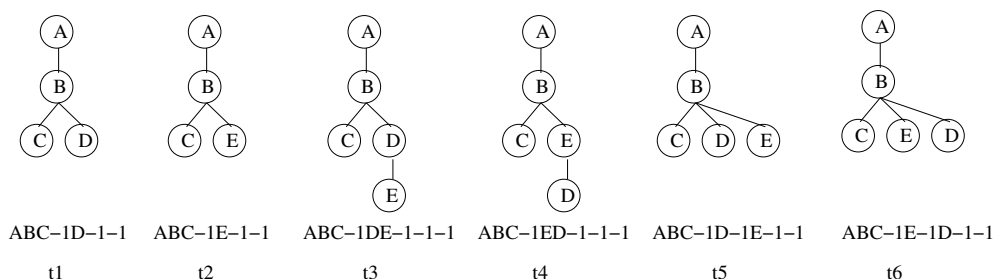 A A A A A A
B B B B B B
C D C E C D C E C D E C E D
E D
ABC–1D–1–1 ABC–1E–1–1 ABC–1DE–1–1–1 ABC–1ED–1–1–1 ABC–1D–1E–1–1 ABC–1E–1D–1–1
t1 t2 t3 t4 t5 t6